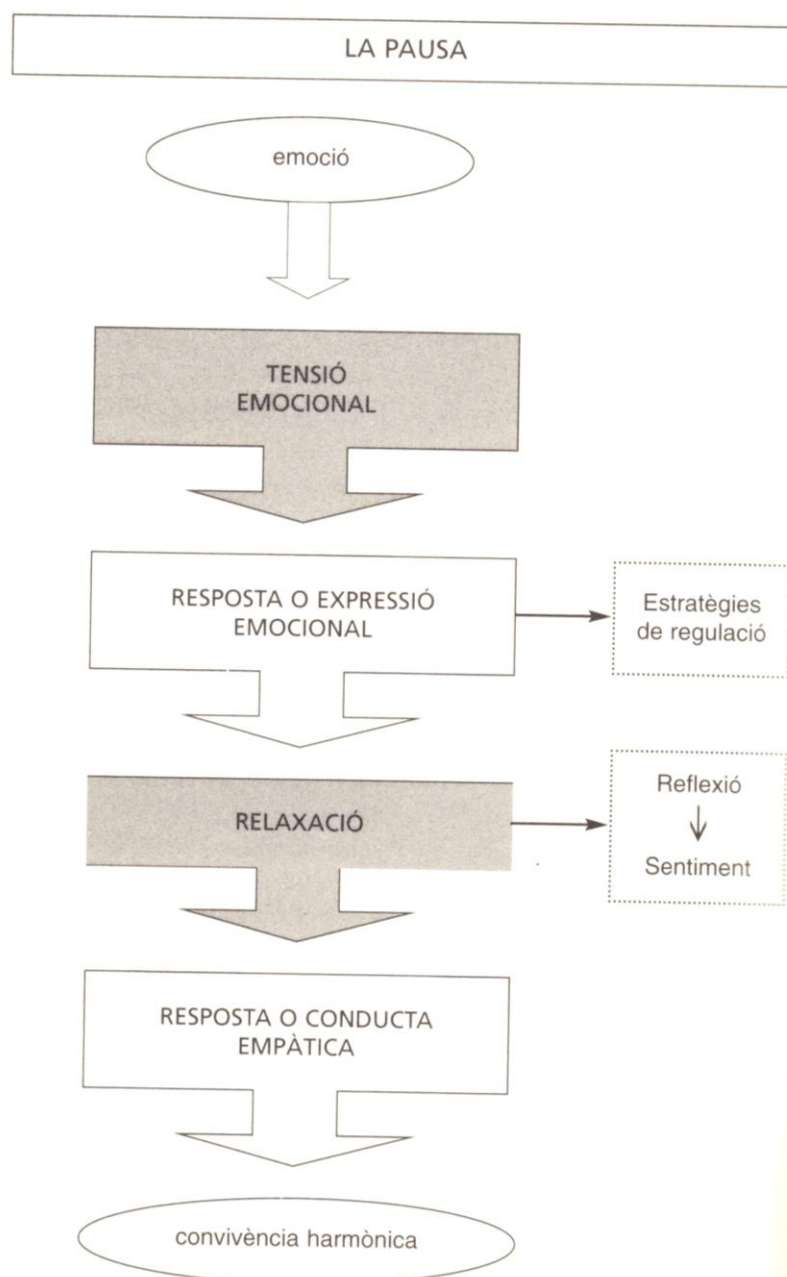 LA PAUSA
emoció
TENSIÓ
EMOCIONAL
RESPOSTA O EXPRESSIÓ
EMOCIONAL
Estratègies
de regulació
RELAXACIÓ
Reflexió
Sentiment
RESPOSTA O CONDUCTA
EMPÀTICA
convivència harmònica